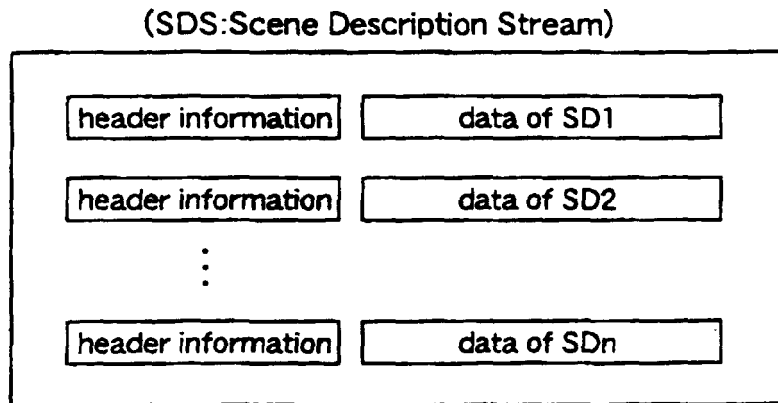 (SDS:Scene Description Stream)
header information data of SD1
header information data of SD2
header information data of SDn